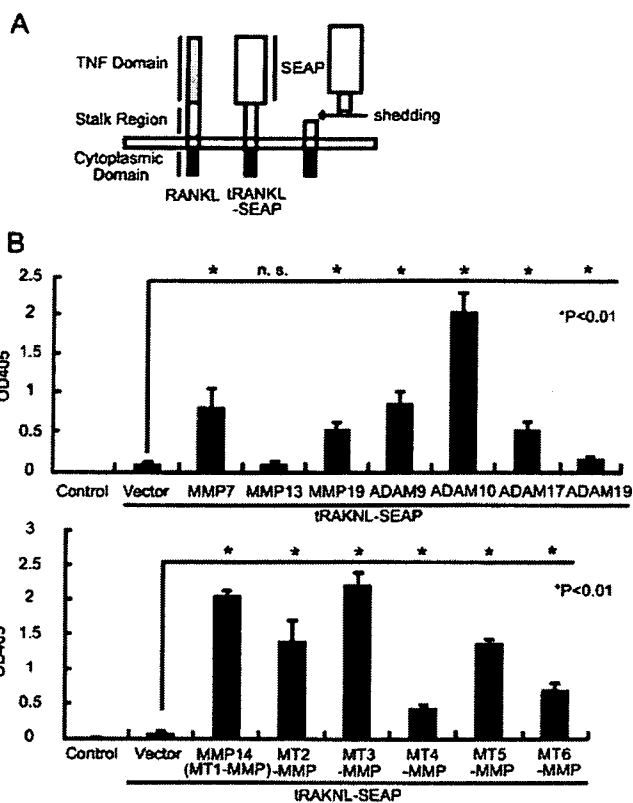 A
TNF Domain
SEAP
Stalk Region
shedding
Cytoplasmic
Domain
RANKL
tRANKL
-SEAP
B
2.5
2
1.5
1
0.5
0
OD405
* n. s. * * * * *
*P<0.01
Control Vector MMP7 MMP13 MMP19 ADAM9 ADAM10 ADAM17 ADAM19
tRAKNL-SEAP
3
2.5
2
1.5
1
0.5
0
OD405
* * * * * *
*P<0.01
Control Vector MMP14 MT2 MT3 MT4 MT5 MT6
(MT1-MMP) -MMP -MMP -MMP -MMP -MMP
tRAKNL-SEAP